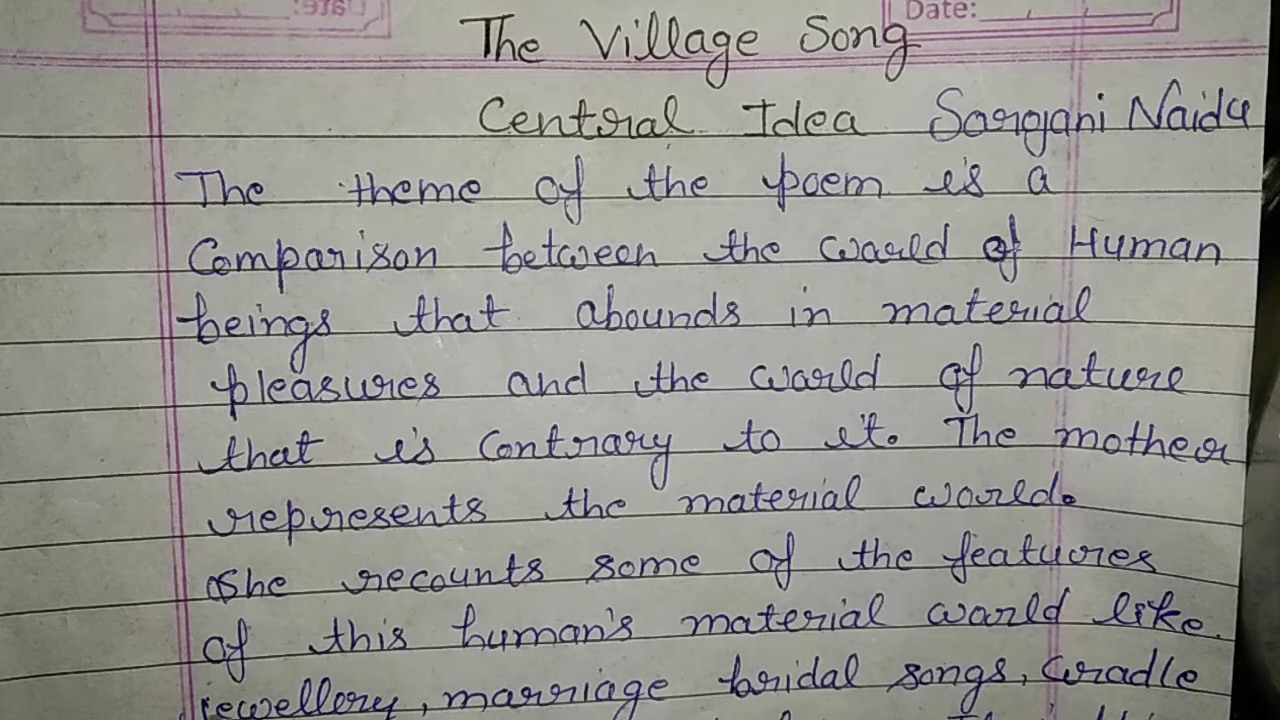 Date:
The Village Song
Central Idea Sarojani Naidu
The theme of the poem is a
Comparison between the world of Human
beings that abounds in material
pleasures and the world of nature
that is Contrary to it. The mother
represents the material world.
She recounts some of the features
of this human's material world like
jewellery, marriage bridal songs, Cradle